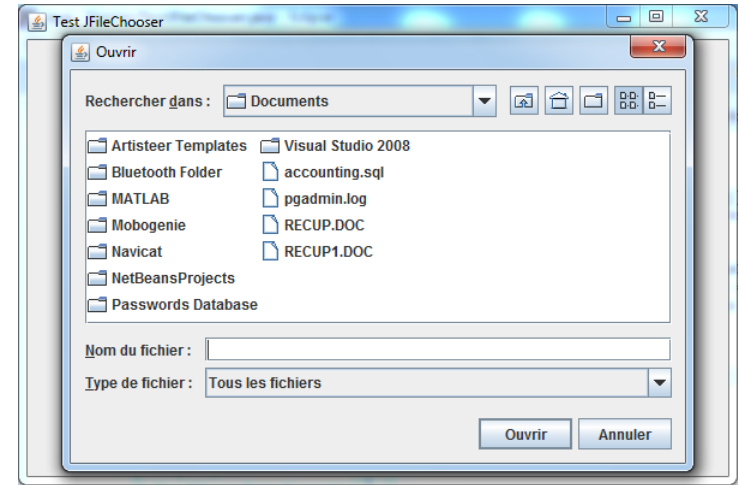 Test JFileChooser
Ouvrir
Rechercher dans : Documents
Artisteer Templates
Bluetooth Folder
MATLAB
Mobogenie
Navicat
NetBeansProjects
Passwords Database
Visual Studio 2008
accounting.sql
pgadmin.log
RECUP.DOC
RECUP1.DOC
Nom du fichier :
Type de fichier : Tous les fichiers
Ouvrir Annuler